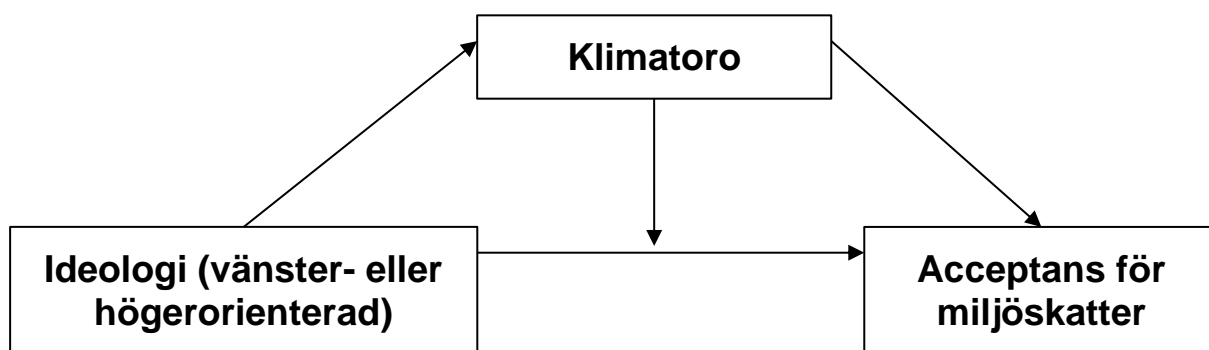 Klimatoro
Ideologi (vänster- eller
högerorienterad)
Acceptans för
miljöskatter